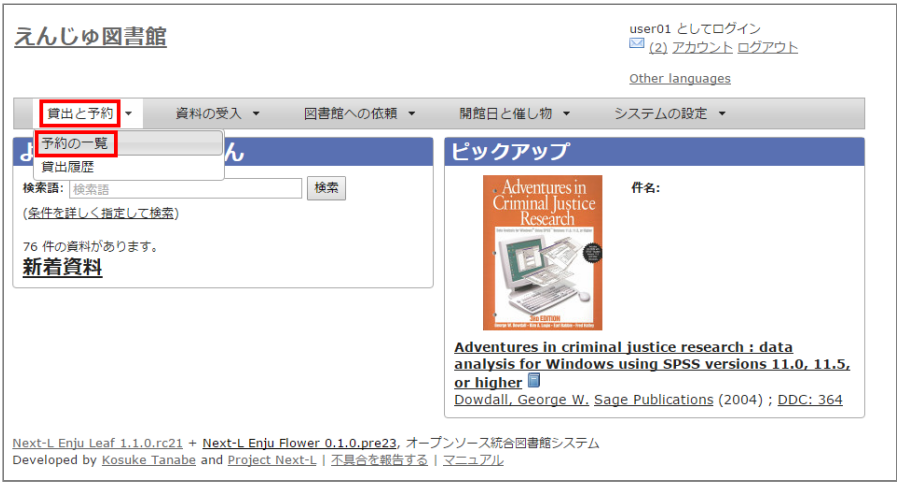 えんじゅ図書館
user01 としてログイン
(2) アカウント ログアウト
Other languages
貸出と予約 ▼ 資料の受入 ▼ 図書館への依頼 ▼ 開館日と催し物 ▼ システムの設定 ▼
予約の一覧
貸出履歴
よ ん
検索語: 検索語 検索
(条件を詳しく指定して検索)
76 件の資料があります。
新着資料
ピックアップ
Adventures in
Criminal Justice
Research
3RD EDITION
件名:
Adventures in criminal justice research : data
analysis for Windows using SPSS versions 11.0, 11.5,
or higher
Dowdall, George W. Sage Publications (2004) ; DDC: 364
Next-L Enju Leaf 1.1.0.rc21 + Next-L Enju Flower 0.1.0.pre23, オープンソース統合図書館システム
Developed by Kosuke Tanabe and Project Next-L | 不具合を報告する | マニュアル